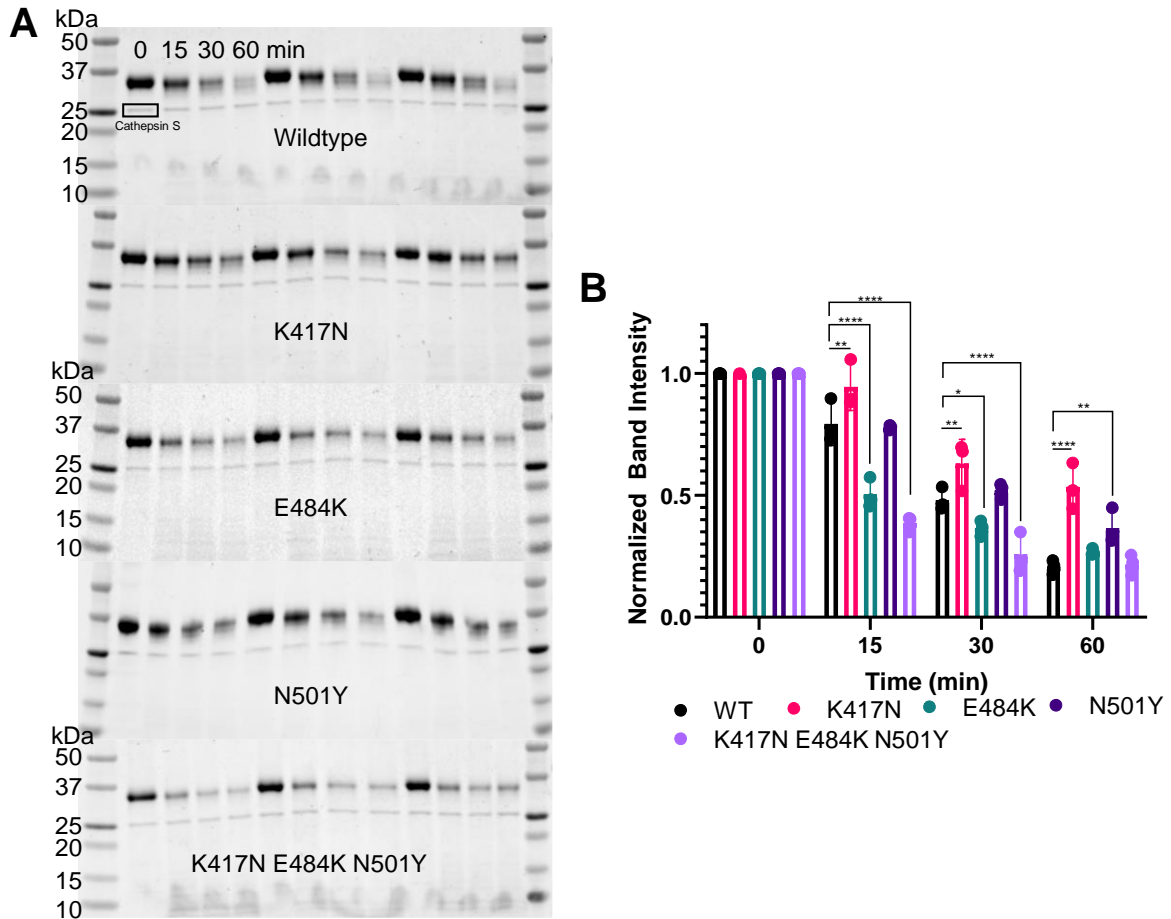 A
kDa
50
37
25
20
15
10
0 15 30 60 min
Cathepsin S
Wildtype
K417N
kDa
50
37
25
20
15
10
E484K
N501Y
kDa
50
37
25
20
15
10
K417N E484K N501Y
B
Normalized Band Intensity
1.0
0.5
0.0
****
****
**
****
*
**
**
****
0 15 30 60
Time (min)
WT K417N E484K N501Y
K417N E484K N501Y